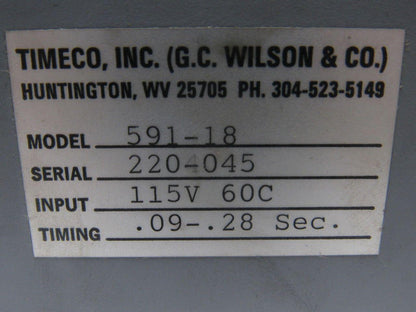 TIMECO, INC. (G.C. WILSON & CO.)
HUNTINGTON, WV 25705 PH. 304-523-5149
MODEL 591-18
SERIAL 220-045
INPUT 115V 60C
TIMING .09-.28 Sec.